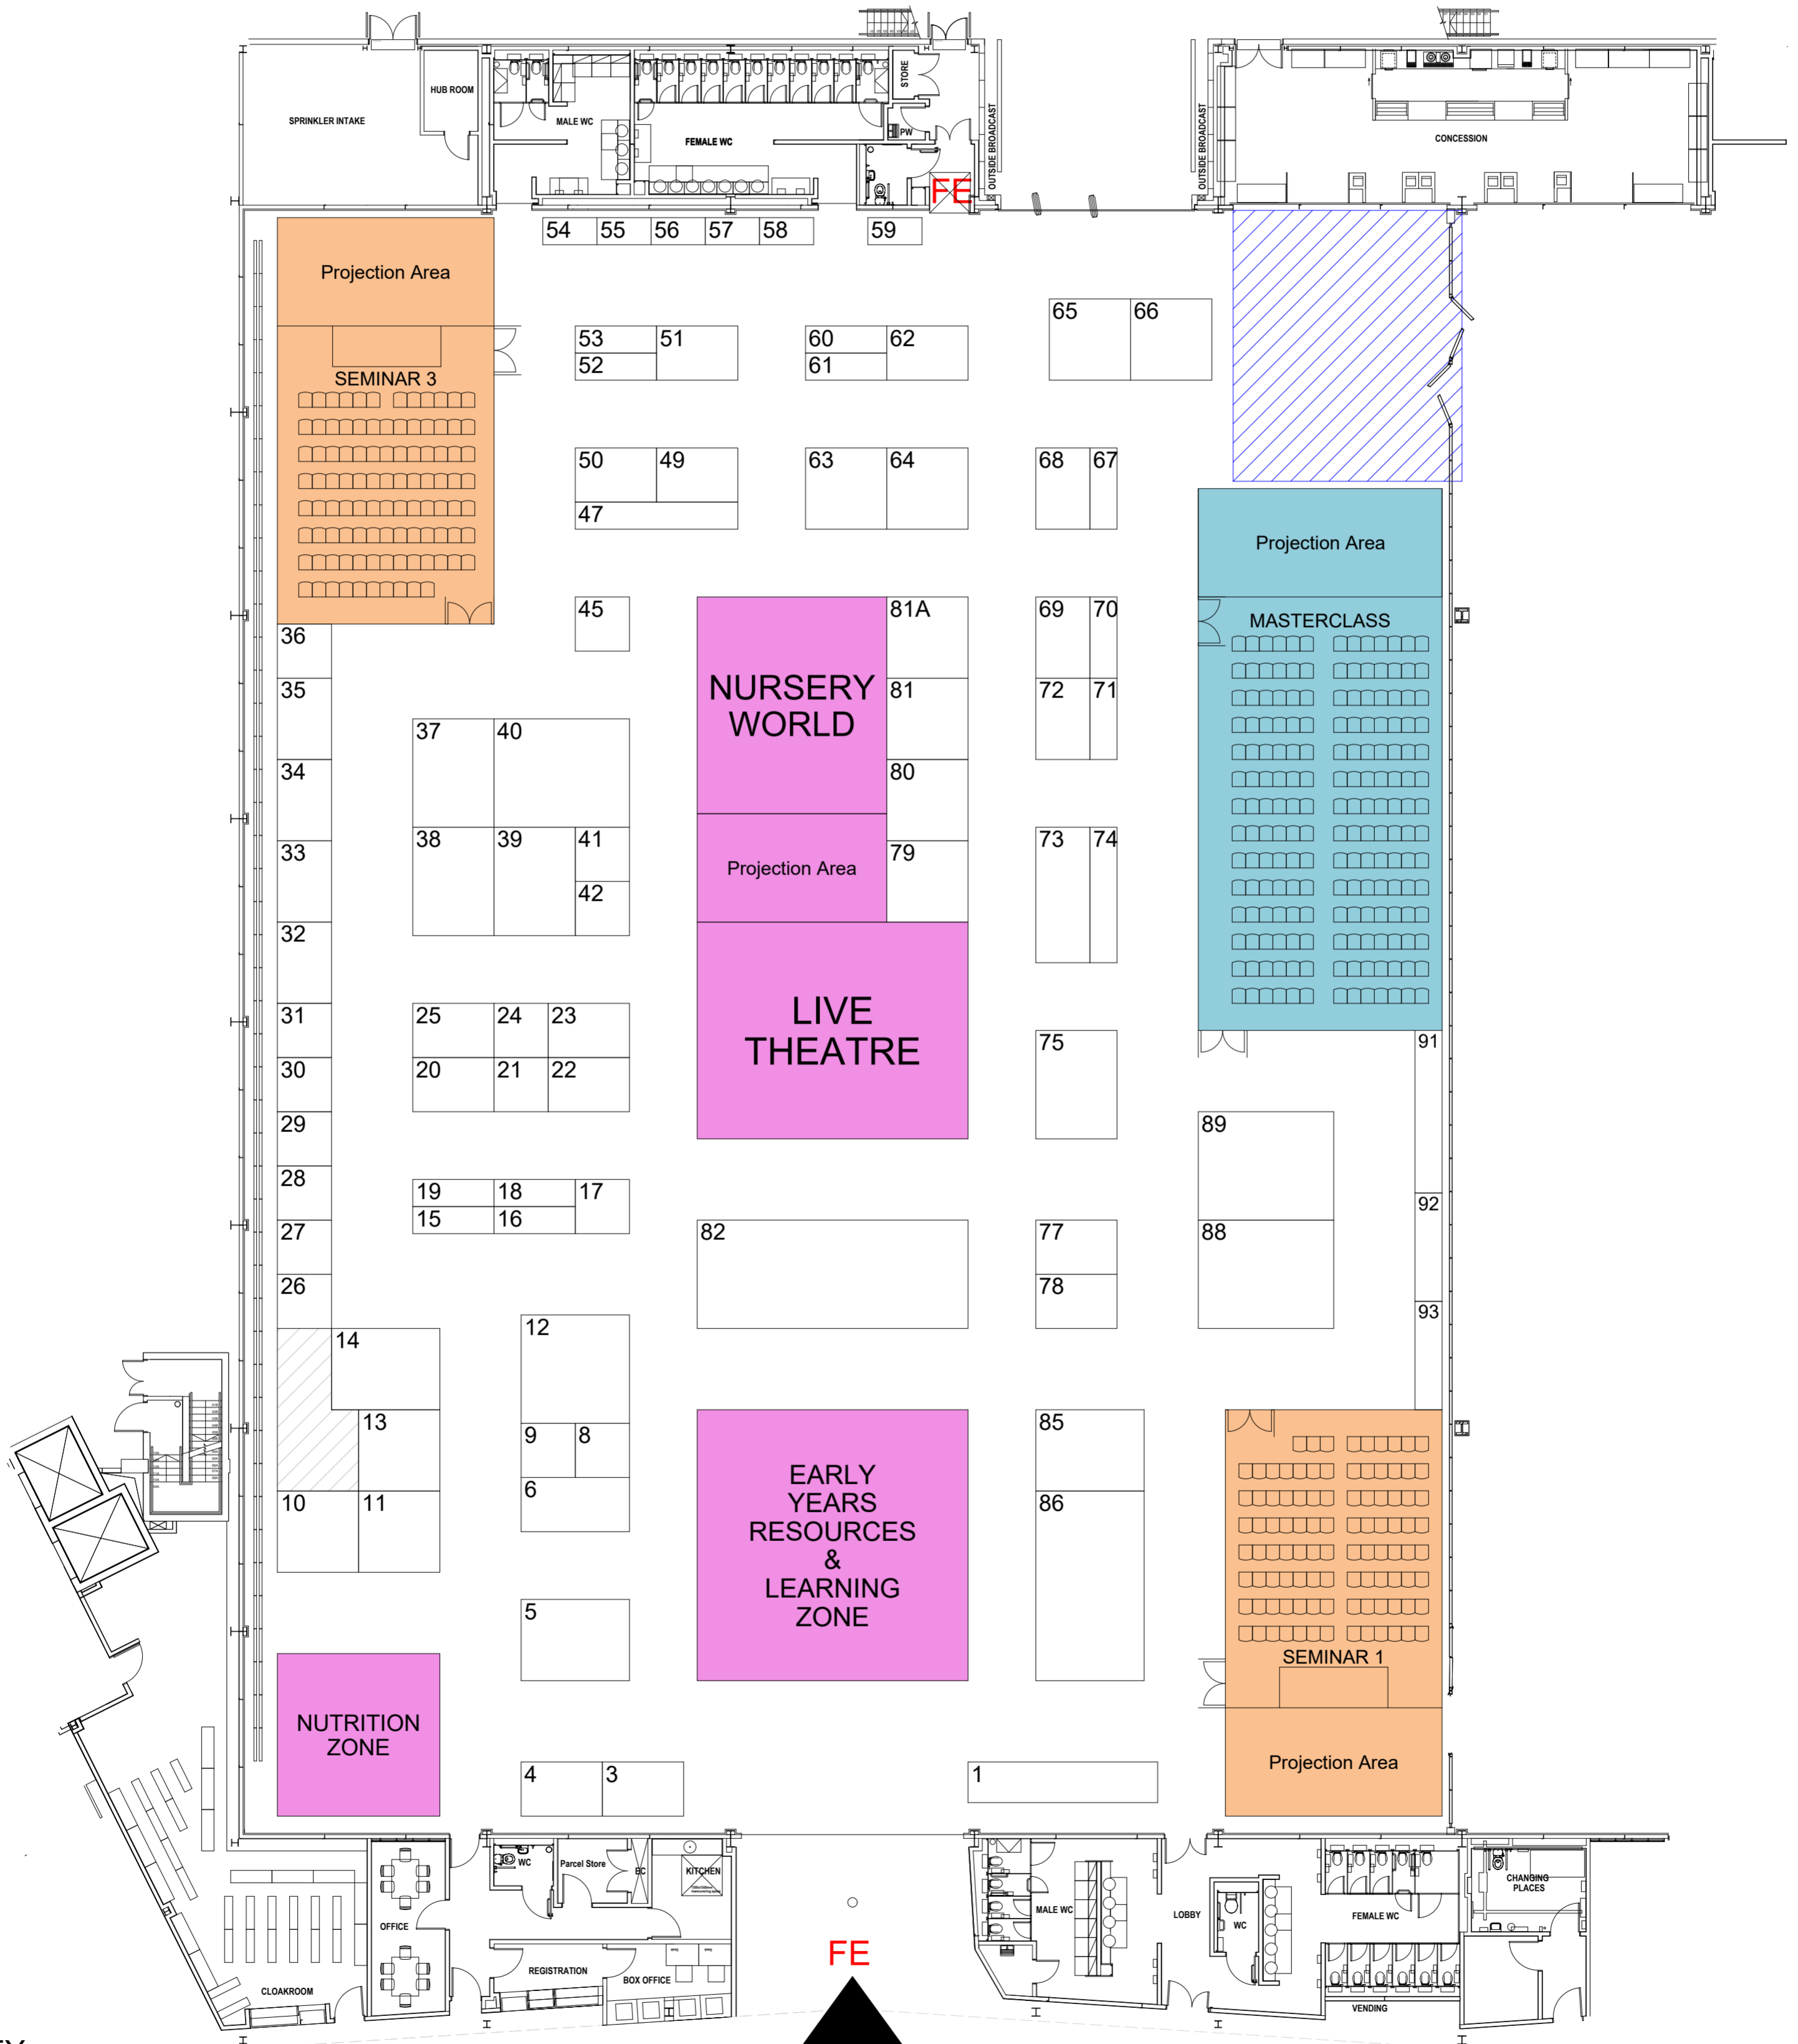 HUB ROOM
SPRINKLER INTAKE
MALE WC
FEMALE WC
STORE
PW
FE
OUTSIDE BROADCAST
OUTSIDE BROADCAST
CONCESSION
54 55 56 57 58 59
Projection Area
SEMINAR 3
53 51
52
60 62
61
65 66
50 49
47
63 64
68 67
Projection Area
MASTERCLASS
45
NURSERY
WORLD
81A
81
80
79
Projection Area
LIVE
THEATRE
69 70
72 71
73 74
75
36
35
34
33
32
31
30
29
28
27
26
37 40
38 39 41
42
25 24 23
20 21 22
19 18 17
15 16
82
77
78
91
92
93
89
88
14
13
10 11
12
9 8
6
5
EARLY
YEARS
RESOURCES
&
LEARNING
ZONE
85
86
SEMINAR 1
Projection Area
NUTRITION
ZONE
4 3
1
WC
Parcel Store
EC
KITCHEN
OFFICE
REGISTRATION
BOX OFFICE
CLOAKROOM
FE
MALE WC
LOBBY
WC
FEMALE WC
CHANGING
PLACES
VENDING